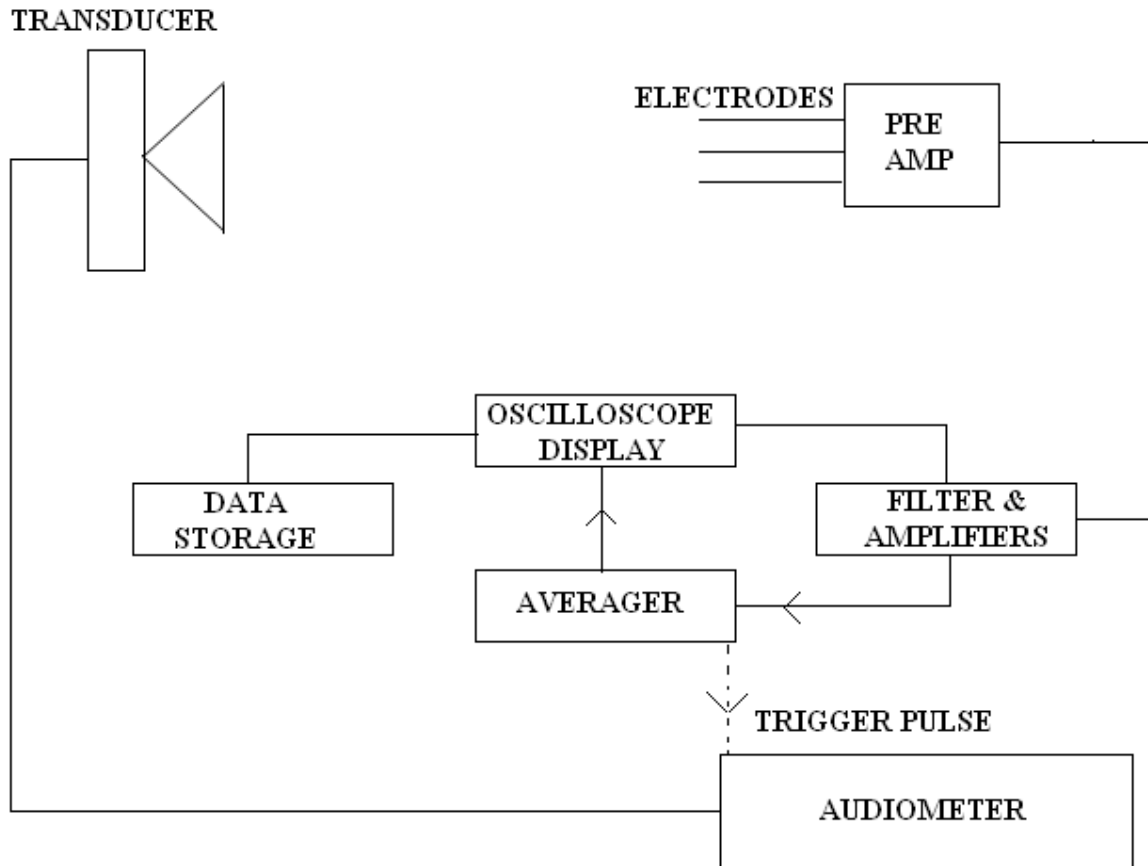 TRANSDUCER
ELECTRODES
PRE
AMP
OSCILLOSCOPE
DISPLAY
DATA
STORAGE
FILTER &
AMPLIFIERS
AVERAGER
TRIGGER PULSE
AUDIOMETER